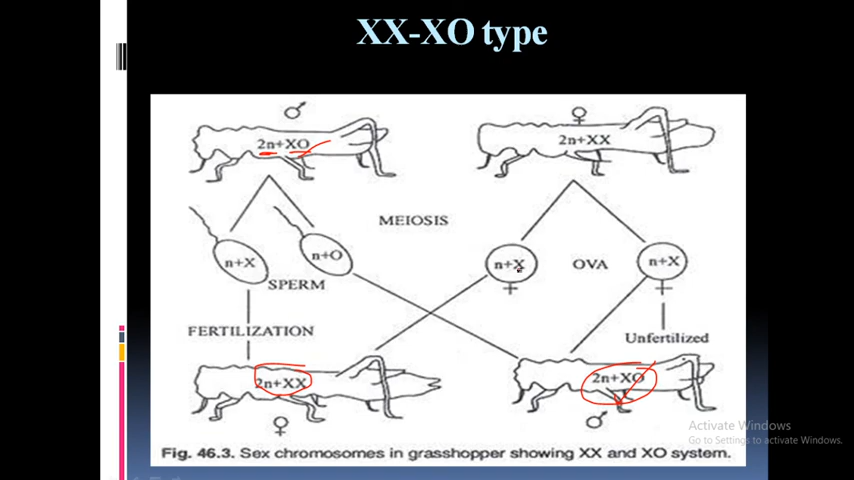 XX-XO type
♂
♀
2n+XO
2n+XX
MEIOSIS
n+X
n+O
n+X
OVA
n+X
SPERM
FERTILIZATION
Unfertilized
2n+XX
2n+XO
♀
♂
Activate Windows
Go to Settings to activate Windows.
Fig. 46.3. Sex chromosomes in grasshopper showing XX and XO system.